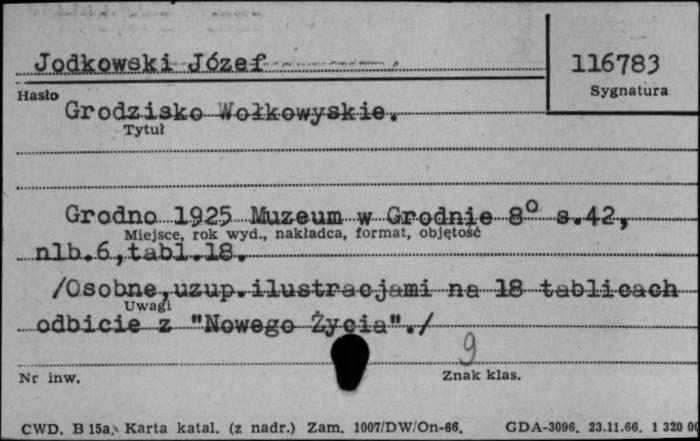 Jodkowski Józef
116783
Hasło
Sygnatura
Grodzisko Wołkowyskie.
Tytuł
Grodno 1925 Muzeum w Grodnie 8° s.42,
Miejsce, rok wyd., nakładca, format, objętość
nlb.6,tabl.18.
/Osobne,uzup.ilustracjami na 18 tablicach
Uwagi
odbicie z "Nowego Życia"./
9
Nr inw.
Znak klas.
CWD. B 15a. Karta katal. (z nadr.) Zam. 1007/DW/On-66. GDA-3096. 23.11.66. 1 320 0